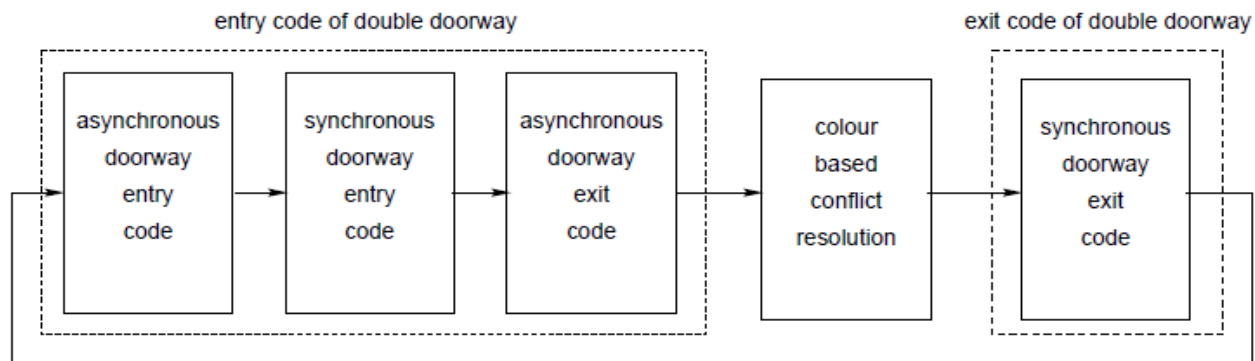 entry code of double doorway
exit code of double doorway
asynchronous
doorway
entry
code
synchronous
doorway
entry
code
asynchronous
doorway
exit
code
colour
based
conflict
resolution
synchronous
doorway
exit
code